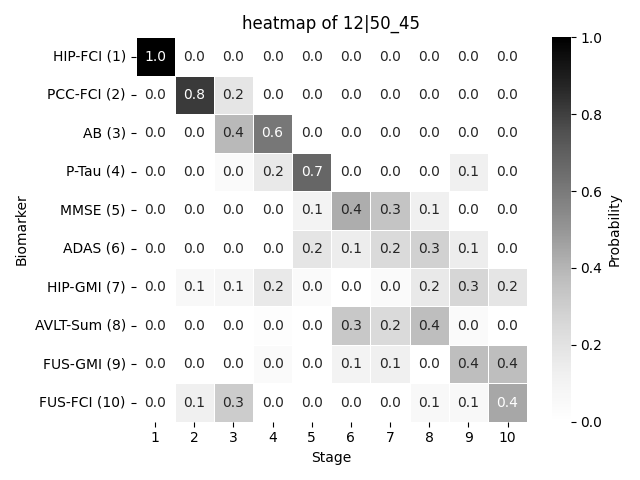 heatmap of 12|50_45
HIP-FCI (1) 1.0 0.0 0.0 0.0 0.0 0.0 0.0 0.0 0.0 0.0
PCC-FCI (2) 0.0 0.8 0.2 0.0 0.0 0.0 0.0 0.0 0.0 0.0
AB (3) 0.0 0.0 0.4 0.6 0.0 0.0 0.0 0.0 0.0 0.0
P-Tau (4) 0.0 0.0 0.0 0.2 0.7 0.0 0.0 0.0 0.1 0.0
MMSE (5) 0.0 0.0 0.0 0.0 0.1 0.4 0.3 0.1 0.0 0.0
ADAS (6) 0.0 0.0 0.0 0.0 0.2 0.1 0.2 0.3 0.1 0.0
HIP-GMI (7) 0.0 0.1 0.1 0.2 0.0 0.0 0.0 0.2 0.3 0.2
AVLT-Sum (8) 0.0 0.0 0.0 0.0 0.0 0.3 0.2 0.4 0.0 0.0
FUS-GMI (9) 0.0 0.0 0.0 0.0 0.0 0.1 0.1 0.0 0.4 0.4
FUS-FCI (10) 0.0 0.1 0.3 0.0 0.0 0.0 0.0 0.1 0.1 0.4
1 2 3 4 5 6 7 8 9 10
Stage
Biomarker
1.0
0.8
0.6
0.4
0.2
0.0
Probability